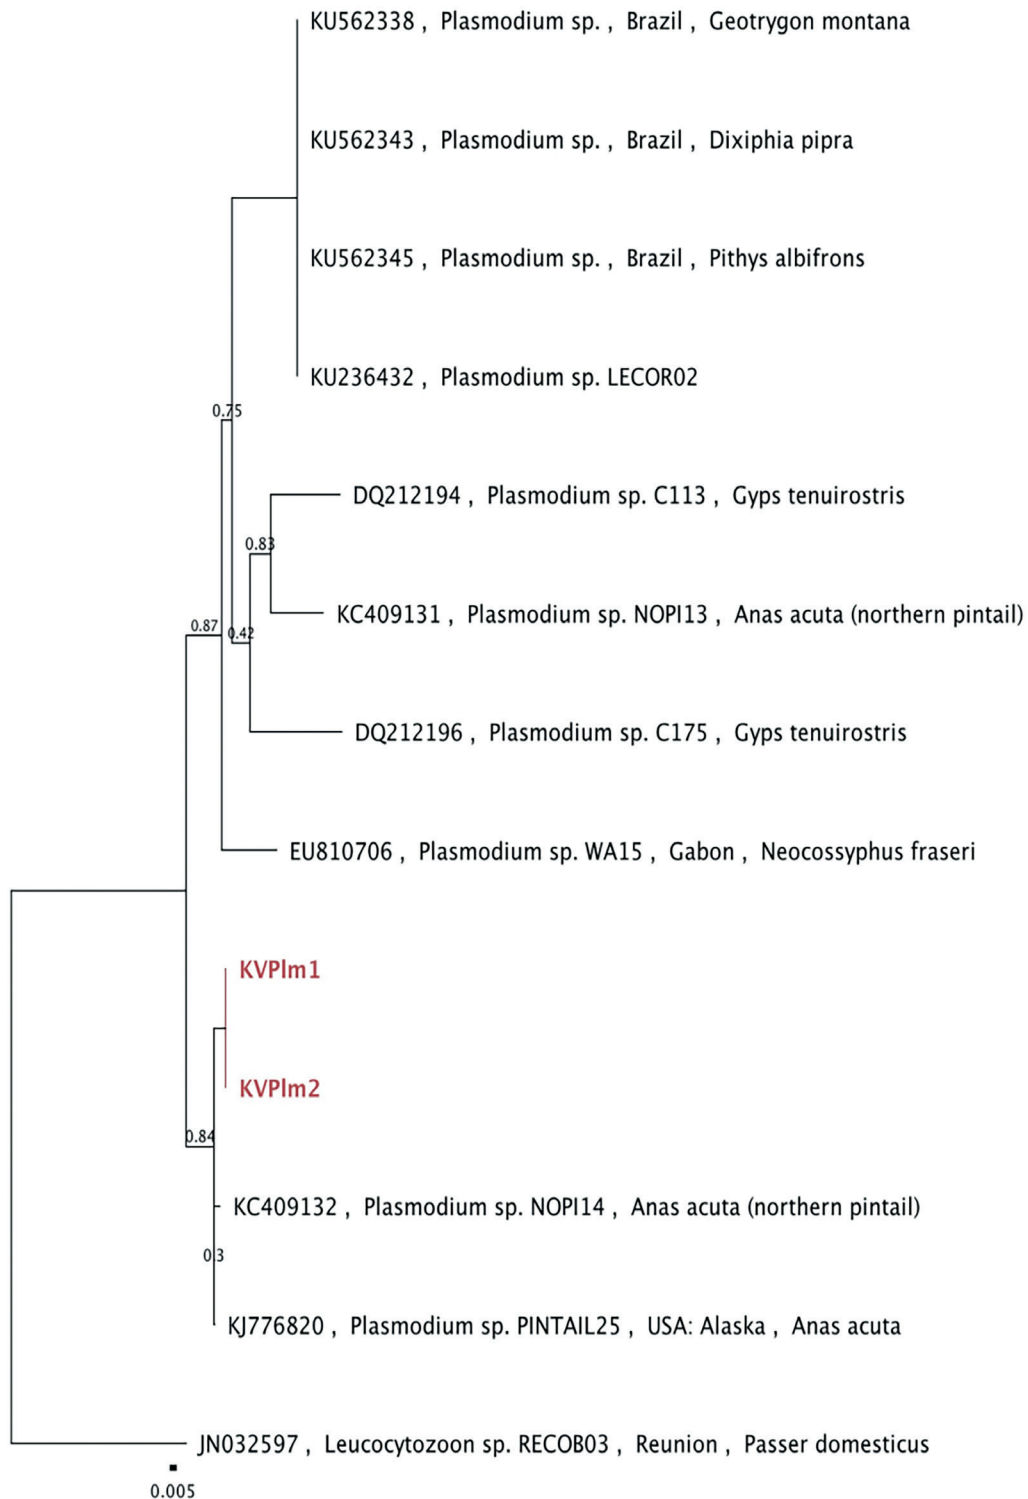 KU562338 , Plasmodium sp. , Brazil , Geotrygon montana
KU562343 , Plasmodium sp. , Brazil , Dixiphia pipra
KU562345 , Plasmodium sp. , Brazil , Pithys albifrons
KU236432 , Plasmodium sp. LECOR02
0.75
DQ212194 , Plasmodium sp. C113 , Gyps tenuirostris
0.83
KC409131 , Plasmodium sp. NOPI13 , Anas acuta (northern pintail)
0.87
0.42
DQ212196 , Plasmodium sp. C175 , Gyps tenuirostris
EU810706 , Plasmodium sp. WA15 , Gabon , Neocossyphus fraseri
KVPlm1
KVPlm2
0.84
KC409132 , Plasmodium sp. NOPI14 , Anas acuta (northern pintail)
0.3
KJ776820 , Plasmodium sp. PINTAIL25 , USA: Alaska , Anas acuta
JN032597 , Leucocytozoon sp. RECOB03 , Reunion , Passer domesticus
0.005